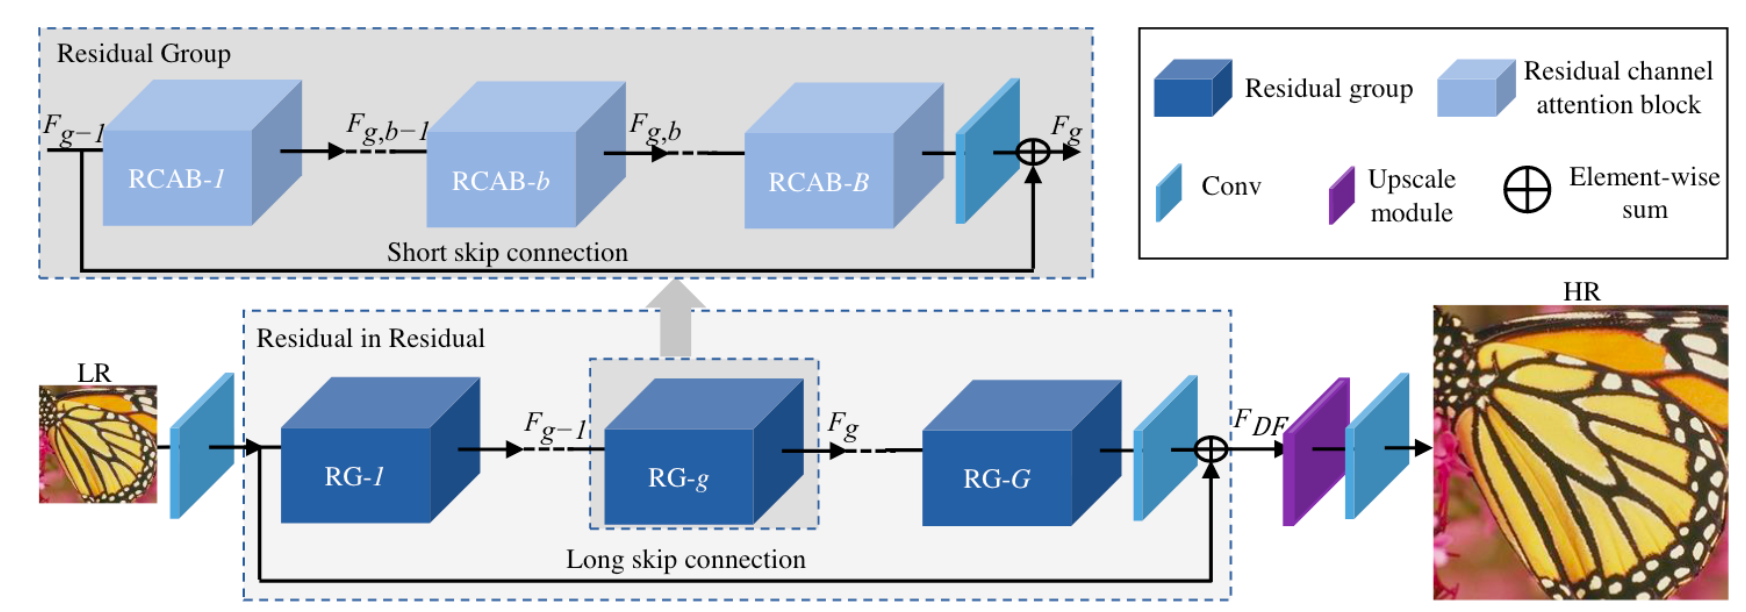 Residual Group
F_{g-1}
RCAB-1
F_{g,b-1}
RCAB-b
F_{g,b}
RCAB-B
F_g
Short skip connection
Residual group
Residual channel
attention block
Conv
Upscale
module
Element-wise
sum
Residual in Residual
LR
RG-1
F_{g-1}
RG-g
F_g
RG-G
F_{DF}
HR
Long skip connection